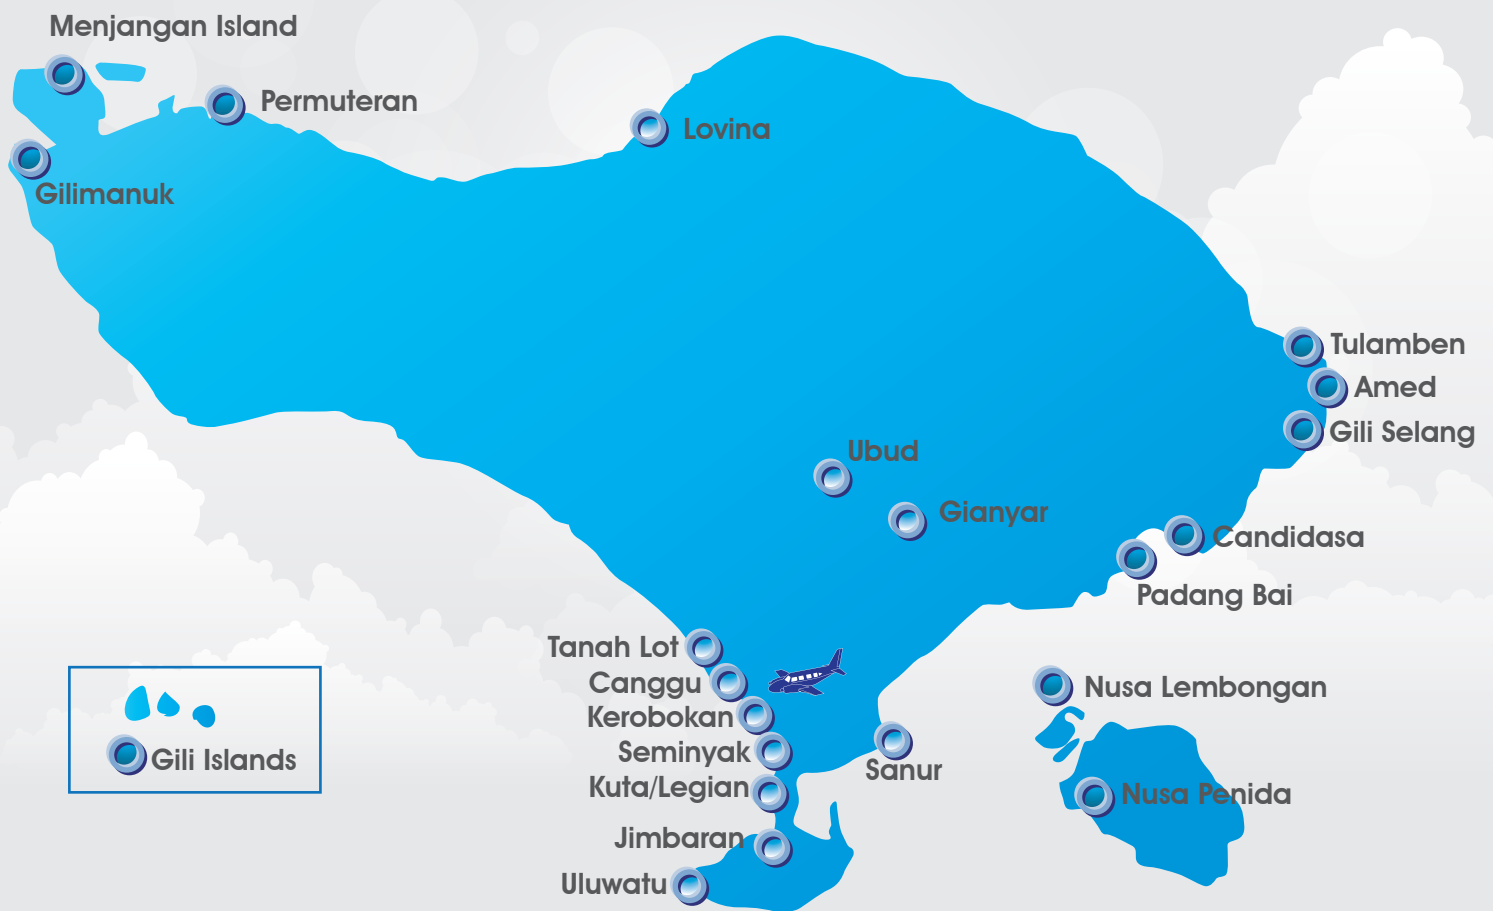 Menjangan Island
Permuteran
Lovina
Gilimanuk
Tulamben
Amed
Gili Selang
Ubud
Gianyar
Candidasa
Padang Bai
Tanah Lot
Canggu
Nusa Lembongan
Kerobokan
Seminyak
Gili Islands
Sanur
Kuta/Legian
Nusa Penida
Jimbaran
Uluwatu